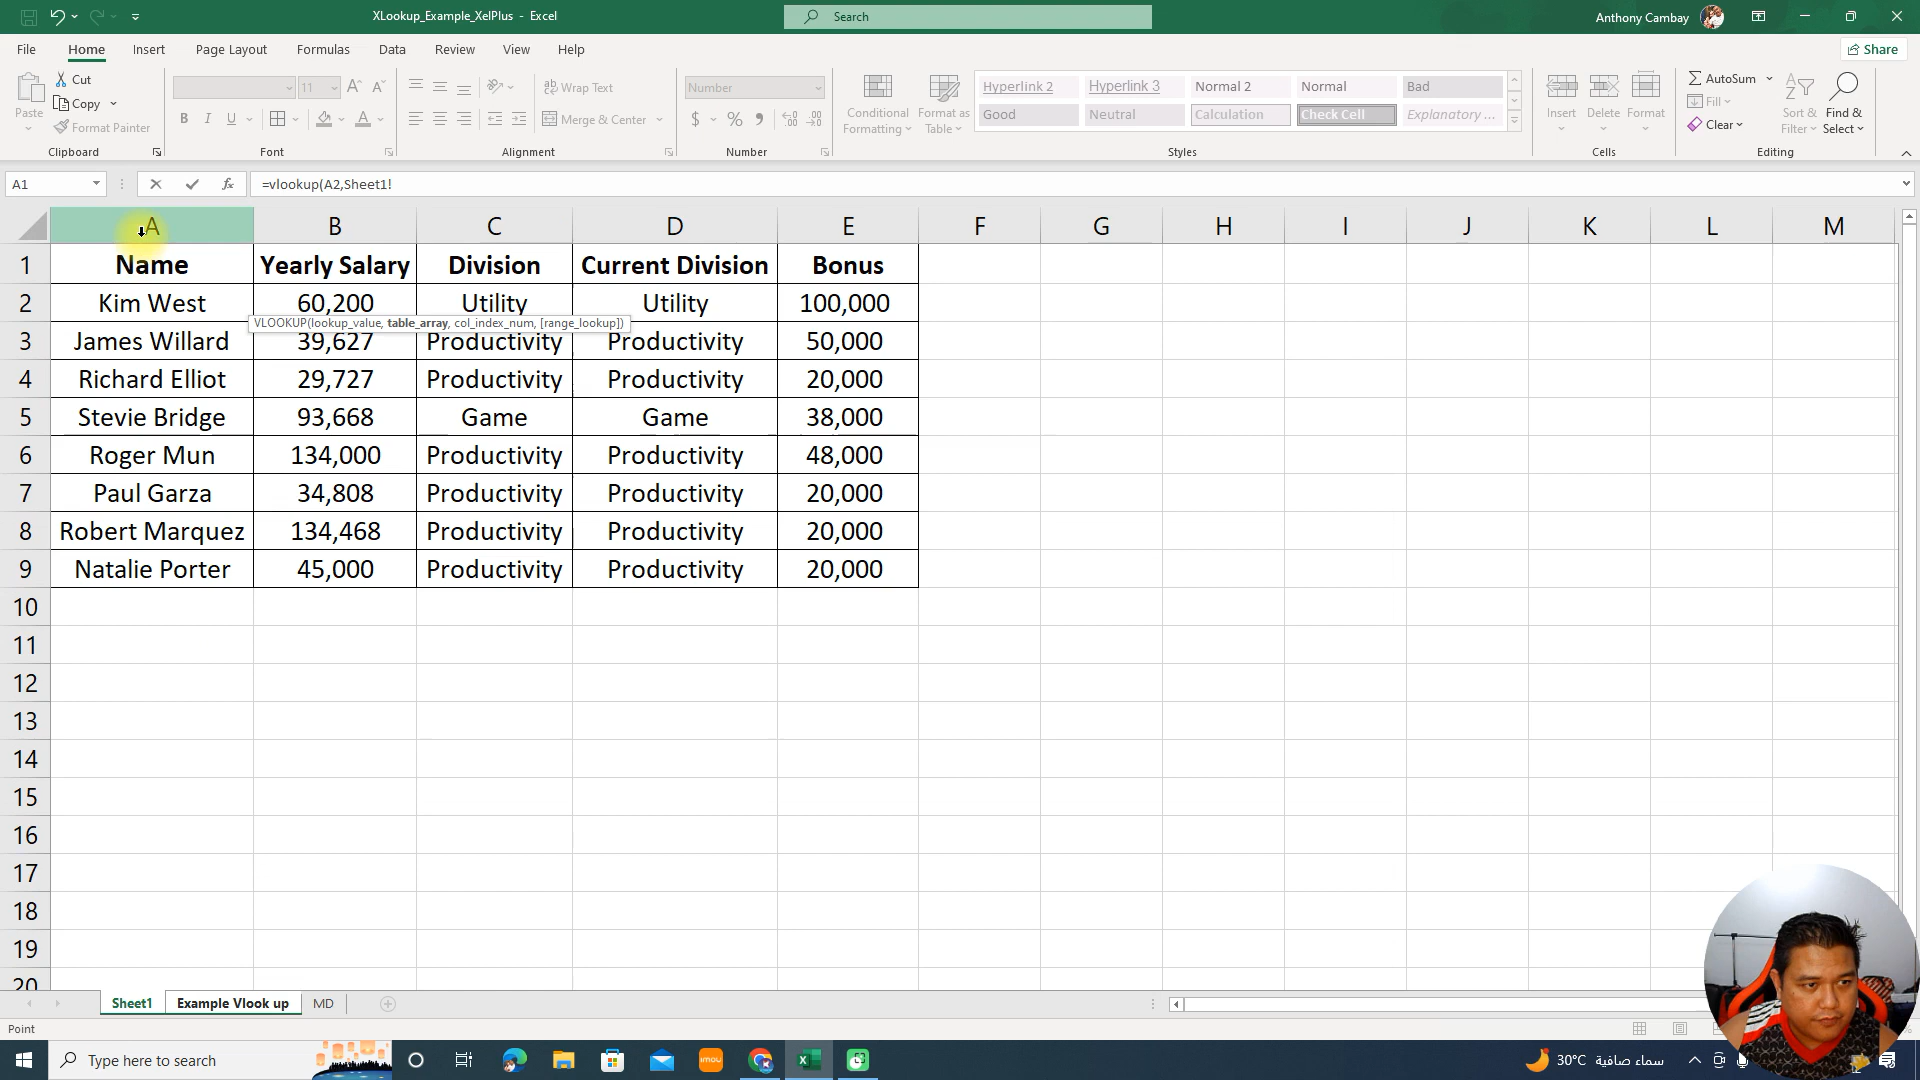 XLookup_Example_XelPlus - Excel
Search
Anthony Cambay
File Home Insert Page Layout Formulas Data Review View Help
Share
Paste
Cut
Copy
Format Painter
Clipboard
11
B I U A
Font
Wrap Text
Merge & Center
Alignment
Number
$ % ,
Number
Conditional Formatting
Format as Table
Hyperlink 2 Hyperlink 3 Normal 2 Normal Bad
Good Neutral Calculation Check Cell Explanatory ...
Styles
Insert Delete Format
Cells
AutoSum
Fill
Clear
Sort & Filter
Find & Select
Editing
A1 fx =vlookup(A2,Sheet1!
A B C D E F G H I J K L M
1 Name Yearly Salary Division Current Division Bonus
2 Kim West 60,200 Utility Utility 100,000
VLOOKUP(lookup_value, table_array, col_index_num, [range_lookup])
3 James Willard 39,627 Productivity Productivity 50,000
4 Richard Elliot 29,727 Productivity Productivity 20,000
5 Stevie Bridge 93,668 Game Game 38,000
6 Roger Mun 134,000 Productivity Productivity 48,000
7 Paul Garza 34,808 Productivity Productivity 20,000
8 Robert Marquez 134,468 Productivity Productivity 20,000
9 Natalie Porter 45,000 Productivity Productivity 20,000
10
11
12
13
14
15
16
17
18
19
20
Sheet1 Example Vlook up MD
Point
Type here to search
imou
30°C سماء صافية